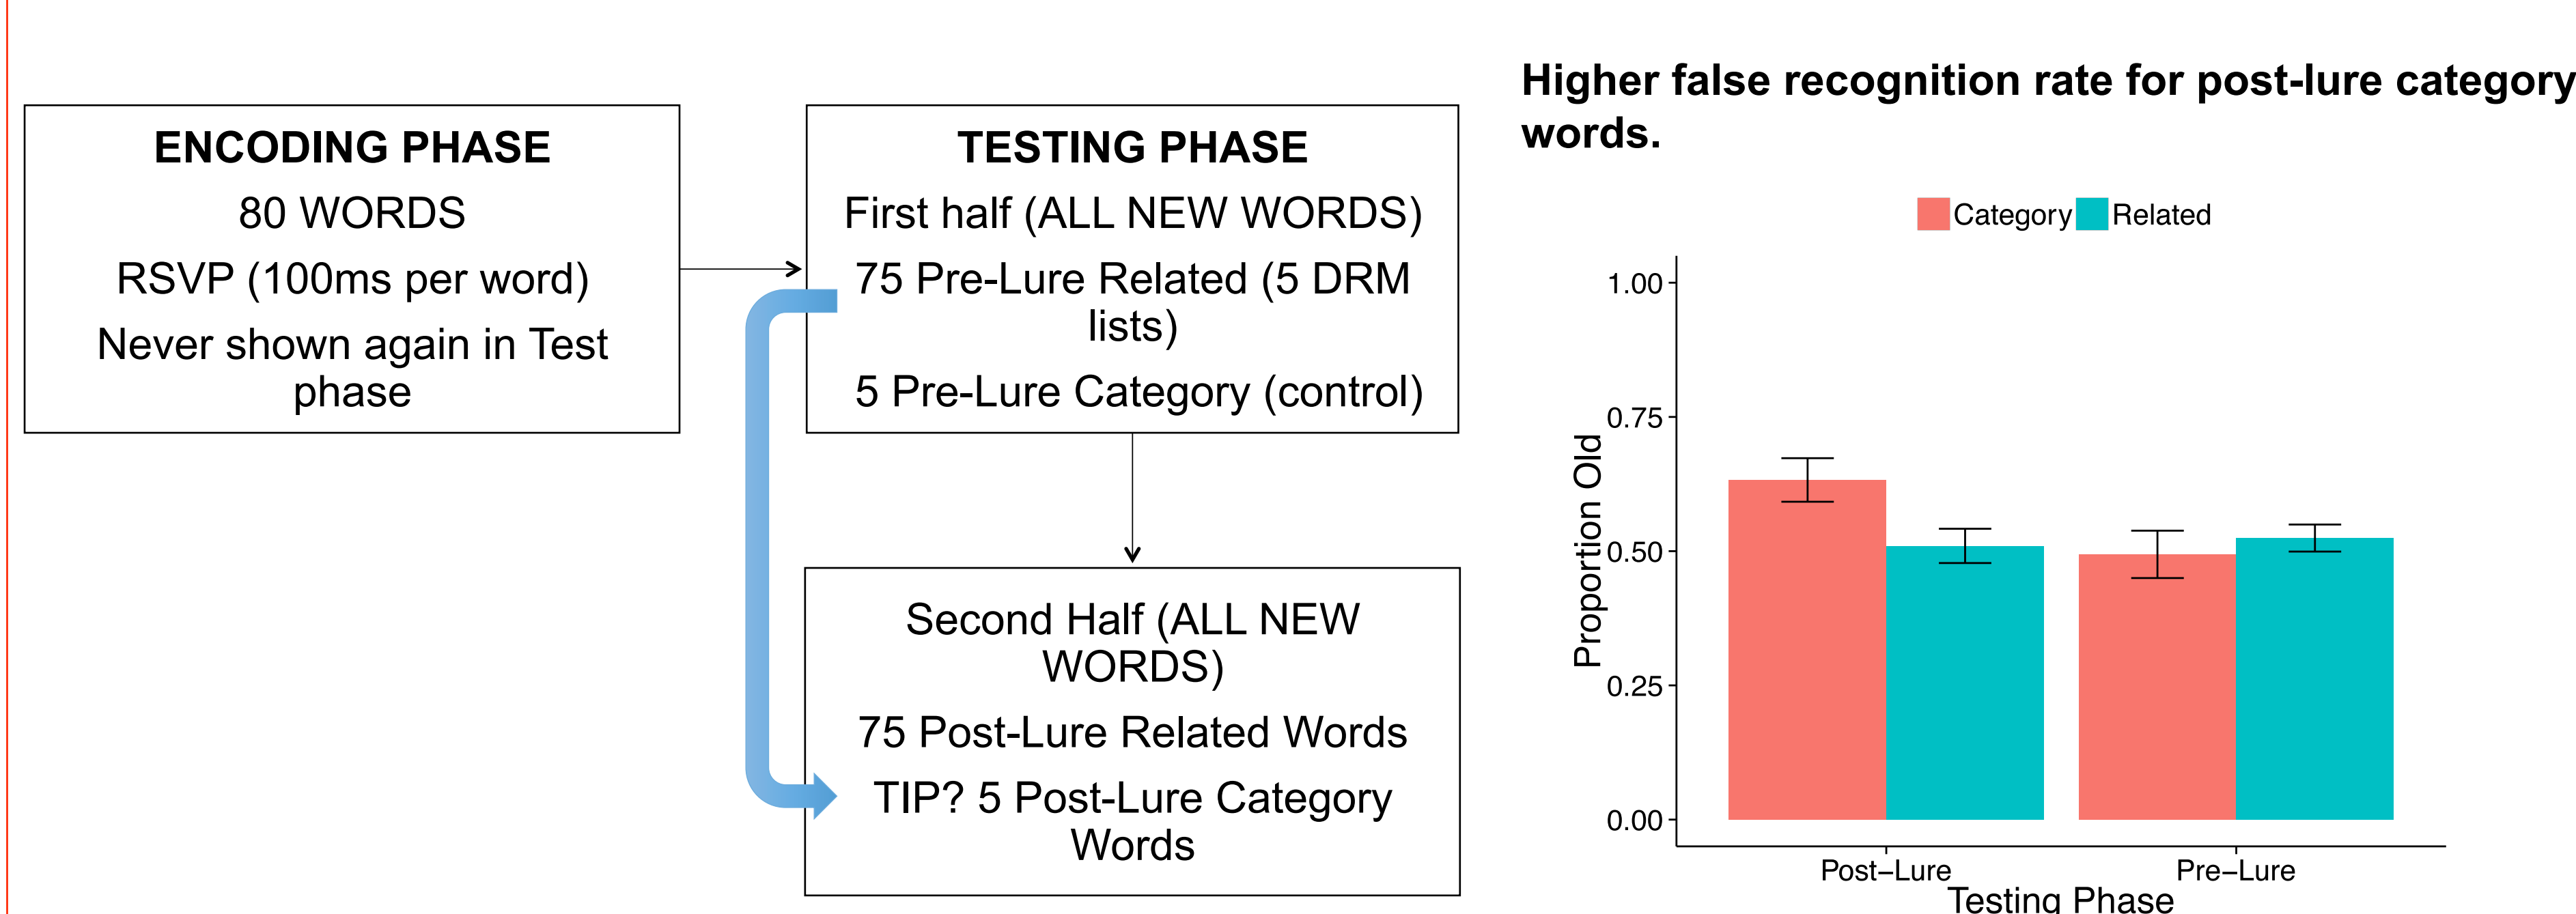 ENCODING PHASE
80 WORDS
RSVP (100ms per word)
Never shown again in Test
phase
TESTING PHASE
First half (ALL NEW WORDS)
75 Pre-Lure Related (5 DRM
lists)
5 Pre-Lure Category (control)
Second Half (ALL NEW
WORDS)
75 Post-Lure Related Words
TIP? 5 Post-Lure Category
Words
Higher false recognition rate for post-lure category
words.
Category Related
Proportion Old
1.00
0.75
0.50
0.25
0.00
Post–Lure Pre–Lure
Testing Phase